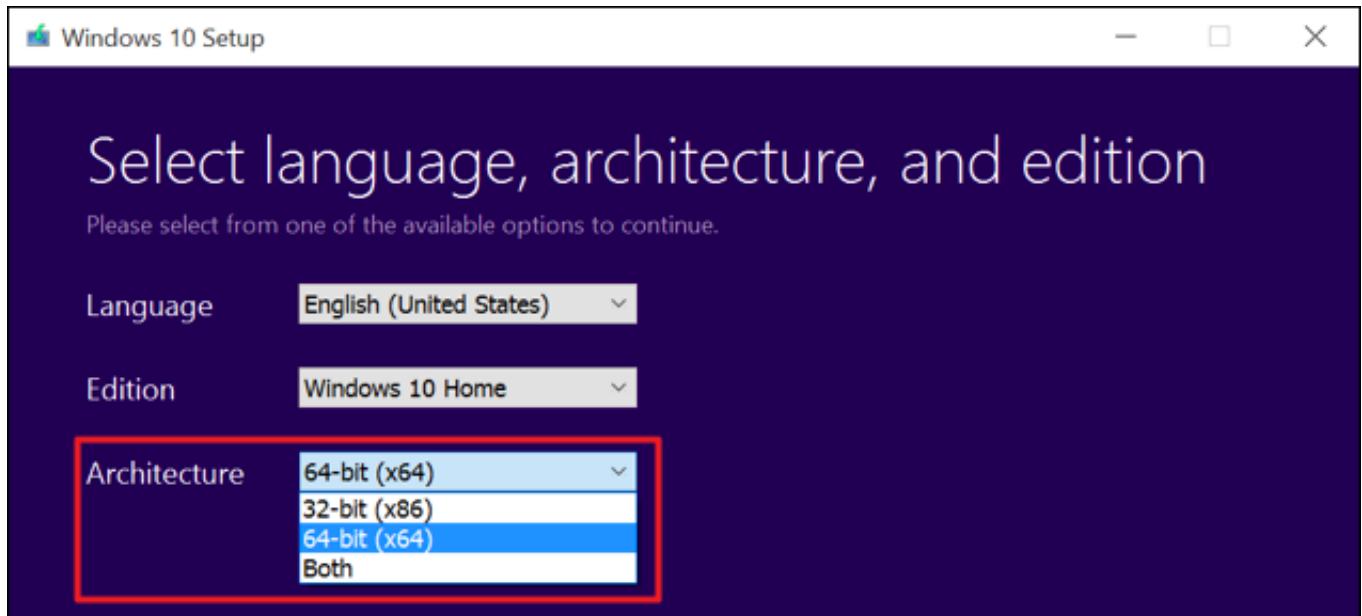 Windows 10 Setup
Select language, architecture, and edition
Please select from one of the available options to continue.
Language English (United States)
Edition Windows 10 Home
Architecture 64-bit (x64)
32-bit (x86)
64-bit (x64)
Both